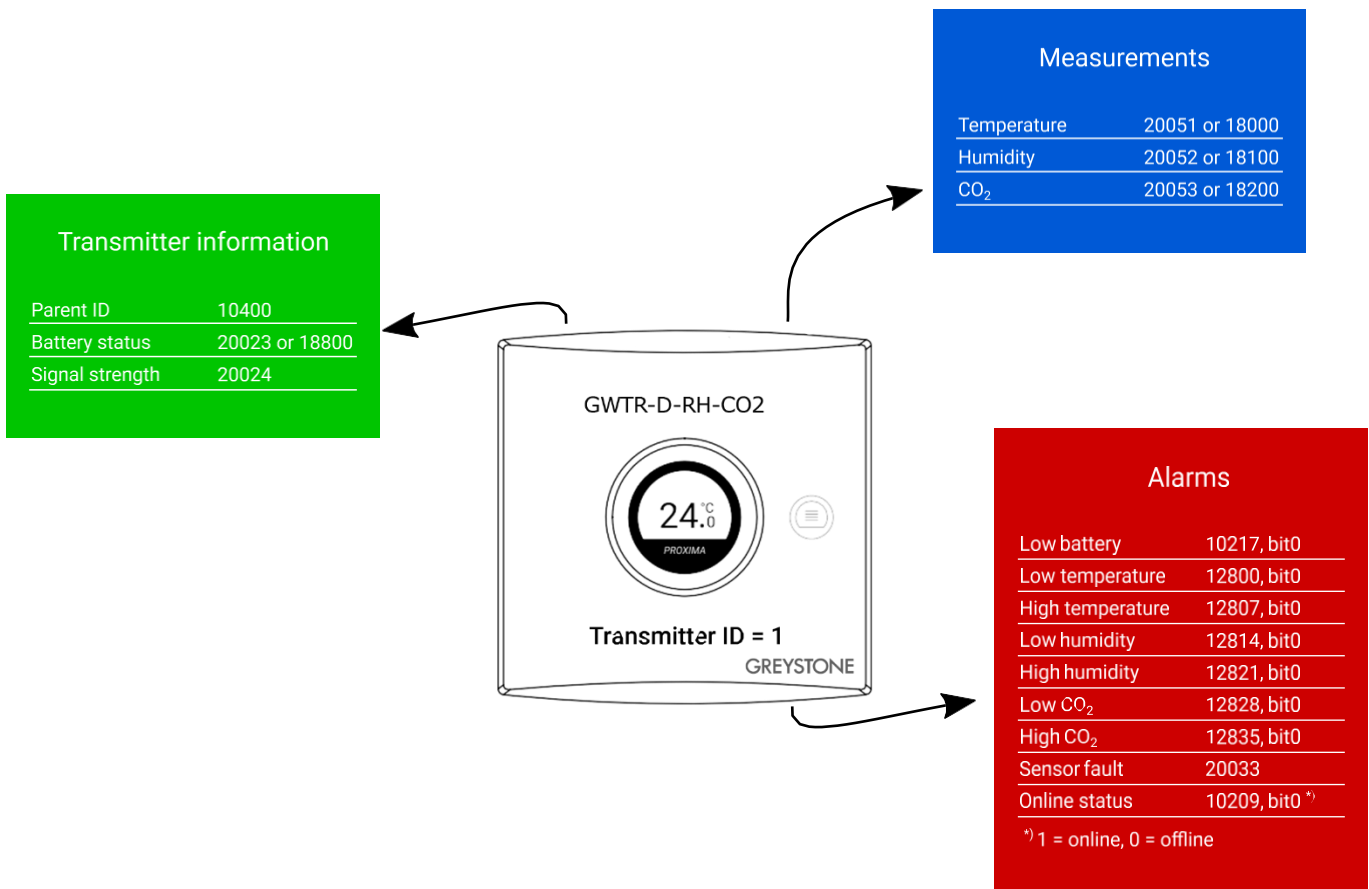 Measurements
Temperature 20051 or 18000
Humidity 20052 or 18100
CO₂ 20053 or 18200
Transmitter information
Parent ID 10400
Battery status 20023 or 18800
Signal strength 20024
GWTR-D-RH-CO2
24.0 °C
PROXIMA
Transmitter ID = 1
GREYSTONE
Alarms
Low battery 10217, bit0
Low temperature 12800, bit0
High temperature 12807, bit0
Low humidity 12814, bit0
High humidity 12821, bit0
Low CO₂ 12828, bit0
High CO₂ 12835, bit0
Sensor fault 20033
Online status 10209, bit0 *)
*) 1 = online, 0 = offline